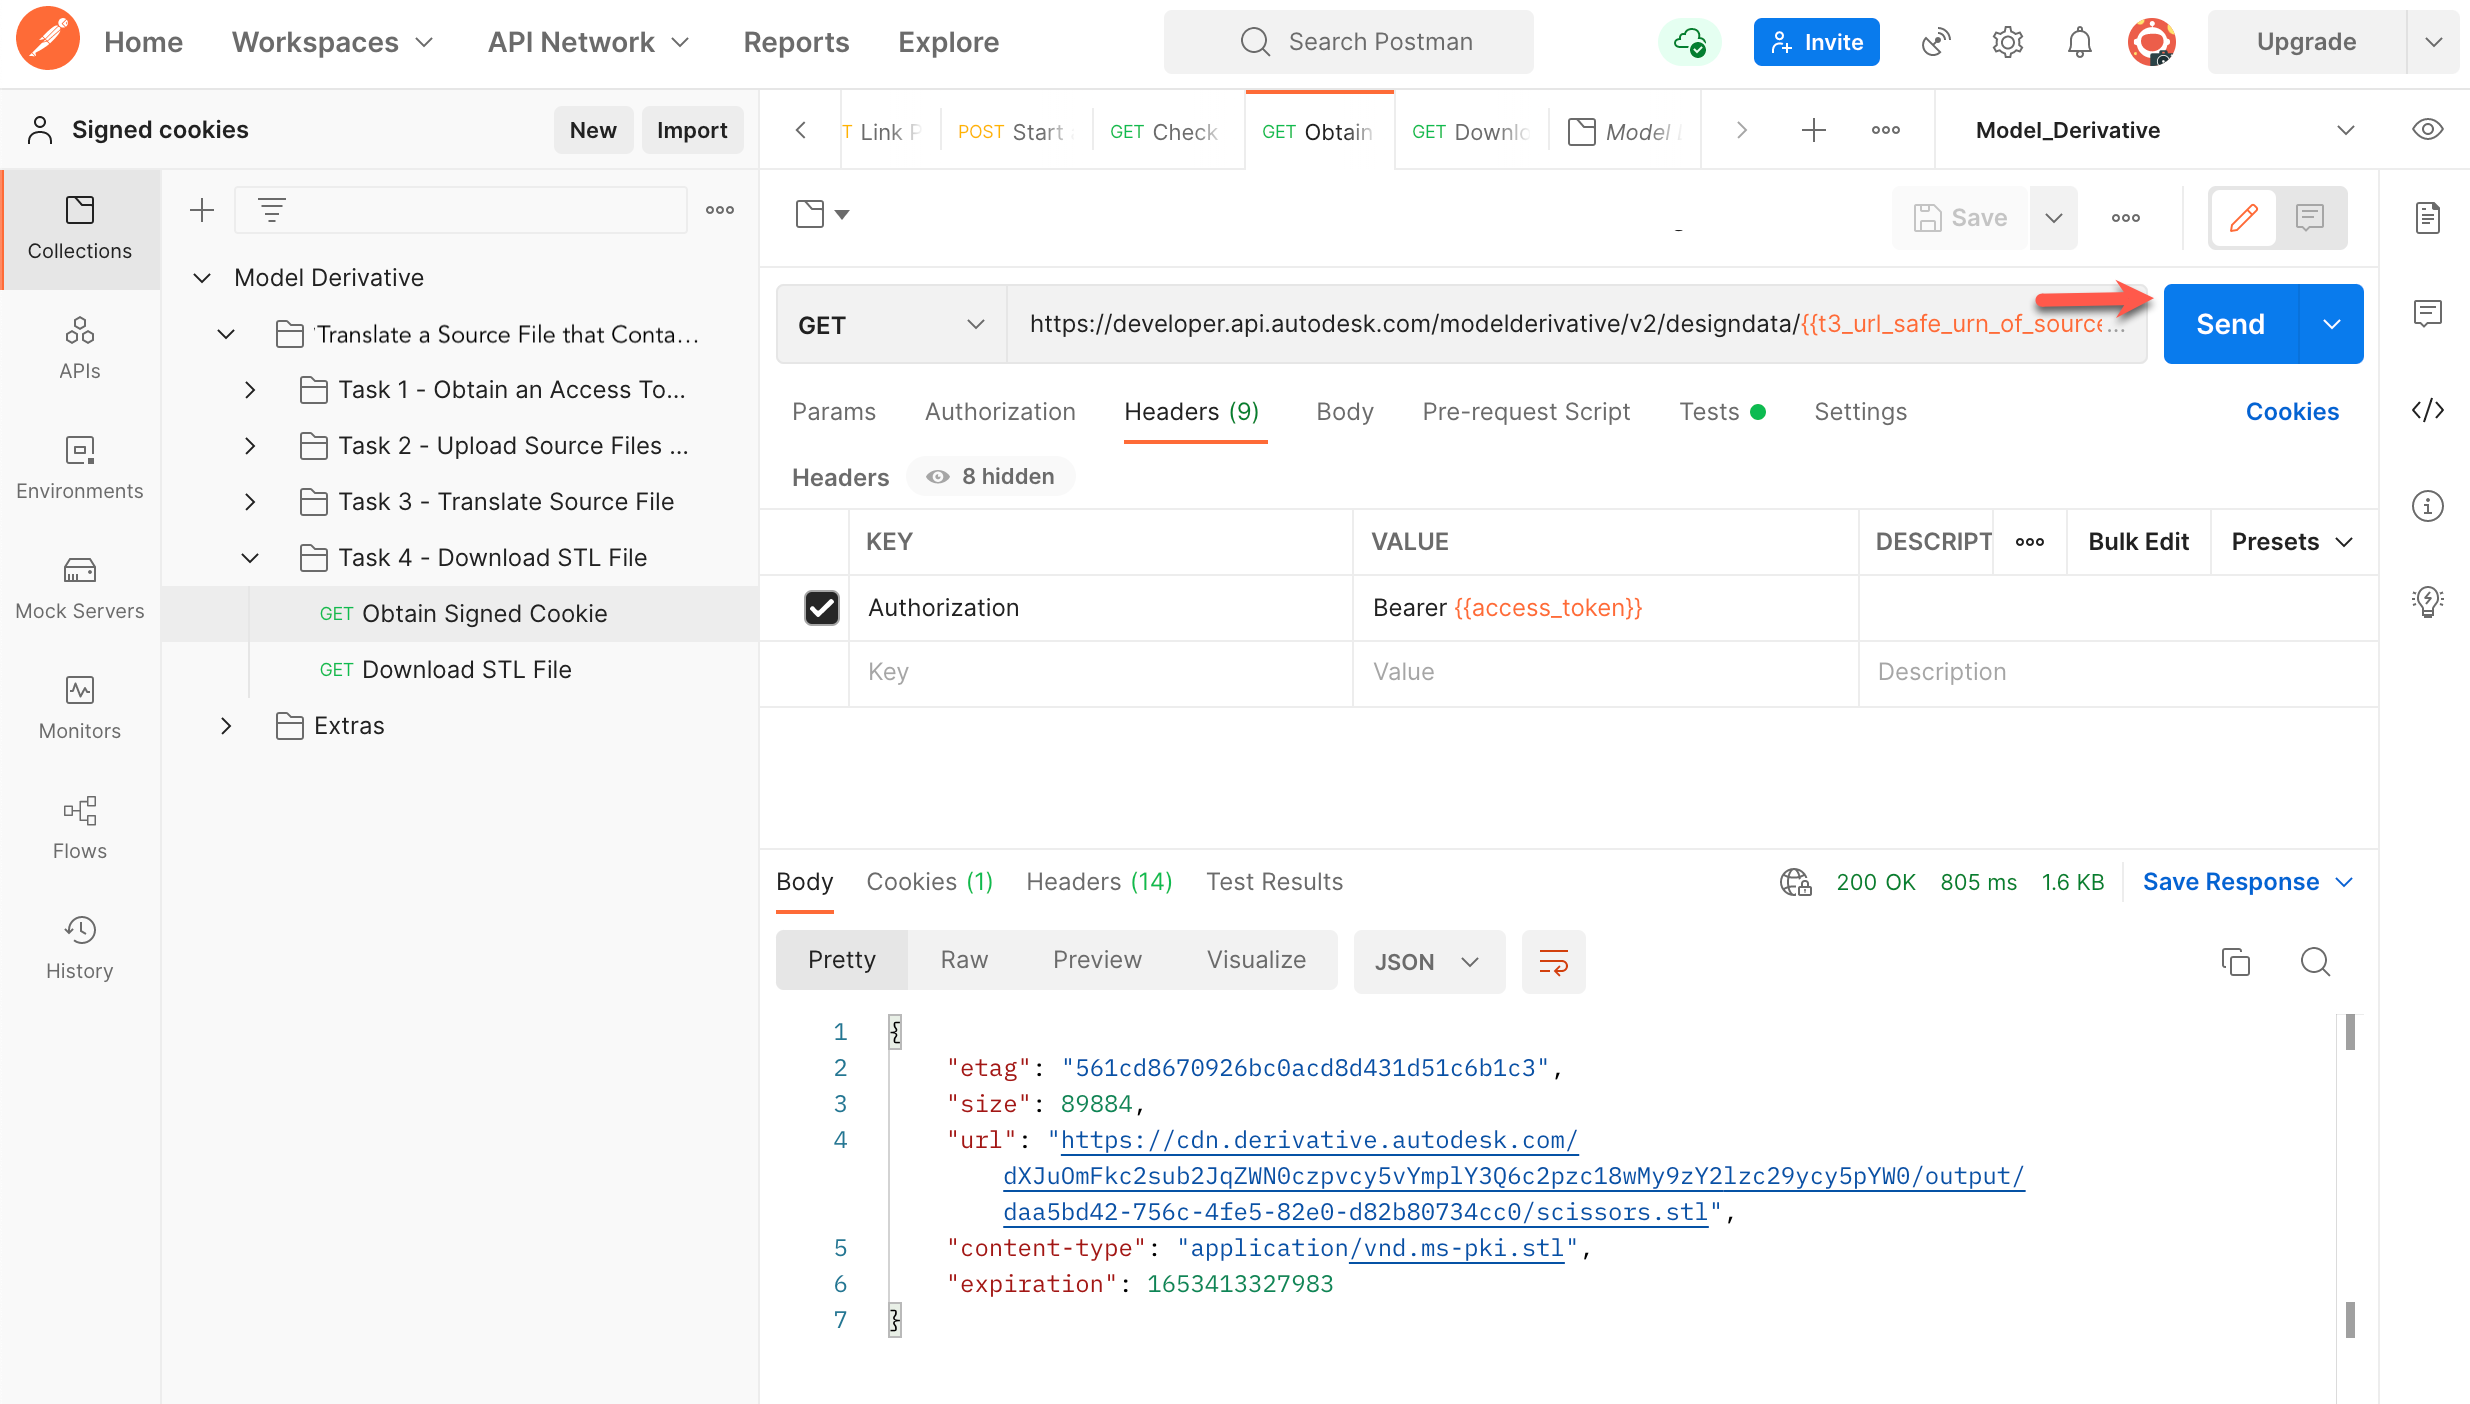 Home Workspaces API Network Reports Explore Search Postman Invite Upgrade
Signed cookies New Import
Link POST Start GET Check GET Obtain GET Downlo Model Model_Derivative
Collections
APIs
Environments
Mock Servers
Monitors
Flows
History
Model Derivative
Translate a Source File that Conta...
Task 1 - Obtain an Access To...
Task 2 - Upload Source Files ...
Task 3 - Translate Source File
Task 4 - Download STL File
GET Obtain Signed Cookie
GET Download STL File
Extras
Save
GET https://developer.api.autodesk.com/modelderivative/v2/designdata/{{t3_url_safe_urn_of_source... Send
Params Authorization Headers (9) Body Pre-request Script Tests Settings Cookies
Headers 8 hidden
KEY VALUE DESCRIPT Bulk Edit Presets
Authorization Bearer {{access_token}}
Key Value Description
Body Cookies (1) Headers (14) Test Results 200 OK 805 ms 1.6 KB Save Response
Pretty Raw Preview Visualize JSON
1 {
2 "etag": "561cd8670926bc0acd8d431d51c6b1c3",
3 "size": 89884,
4 "url": "https://cdn.derivative.autodesk.com/
dXJuOmFkc2sub2JqZWN0czpvcy5vYmplY3Q6c2pzc18wMy9zY2lzc29ycy5pYW0/output/
daa5bd42-756c-4fe5-82e0-d82b80734cc0/scissors.stl",
5 "content-type": "application/vnd.ms-pki.stl",
6 "expiration": 1653413327983
7 }